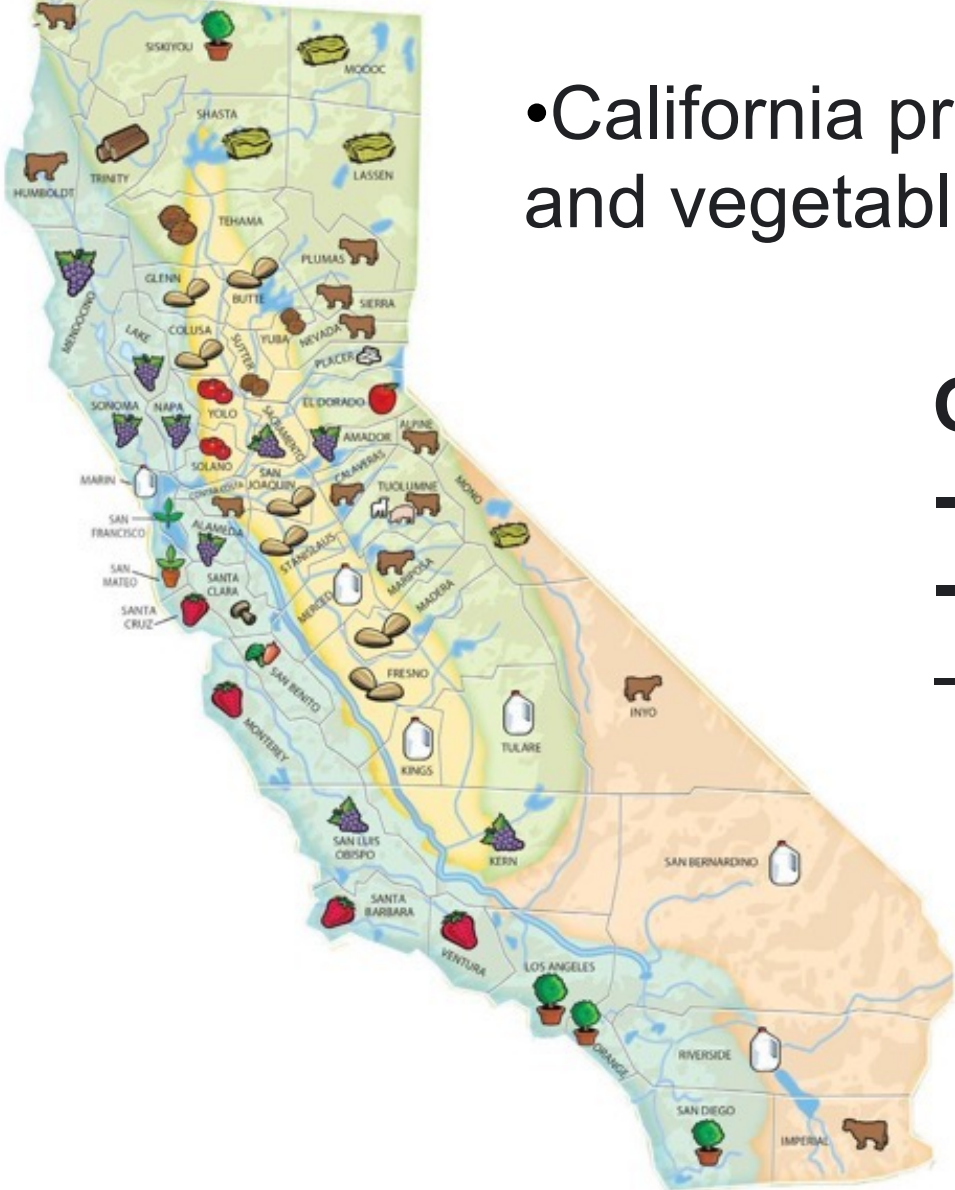 •California pr
and vegetabl
SISKIYOU
MODOC
SHASTA
TRINITY
LASSEN
HUMBOLDT
TEHAMA
PLUMAS
GLENN
BUTTE
SIERRA
MENDOCINO
LAKE
COLUSA
SUTTER
YUBA
NEVADA
PLACER
SONOMA
NAPA
YOLO
SACRAMENTO
EL DORADO
ALPINE
AMADOR
SOLANO
MARIN
CONTRA COSTA
SAN
JOAQUIN
CALAVERAS
TUOLUMNE
MONO
SAN
FRANCISCO
ALAMEDA
STANISLAUS
SAN
MATEO
SANTA
CLARA
MERCED
MARIPOSA
MADERA
SANTA
CRUZ
SAN BENITO
FRESNO
MONTEREY
KINGS
TULARE
INYO
SAN LUIS
OBISPO
KERN
SAN BERNARDINO
SANTA
BARBARA
VENTURA
LOS ANGELES
ORANGE
RIVERSIDE
SAN DIEGO
IMPERIAL